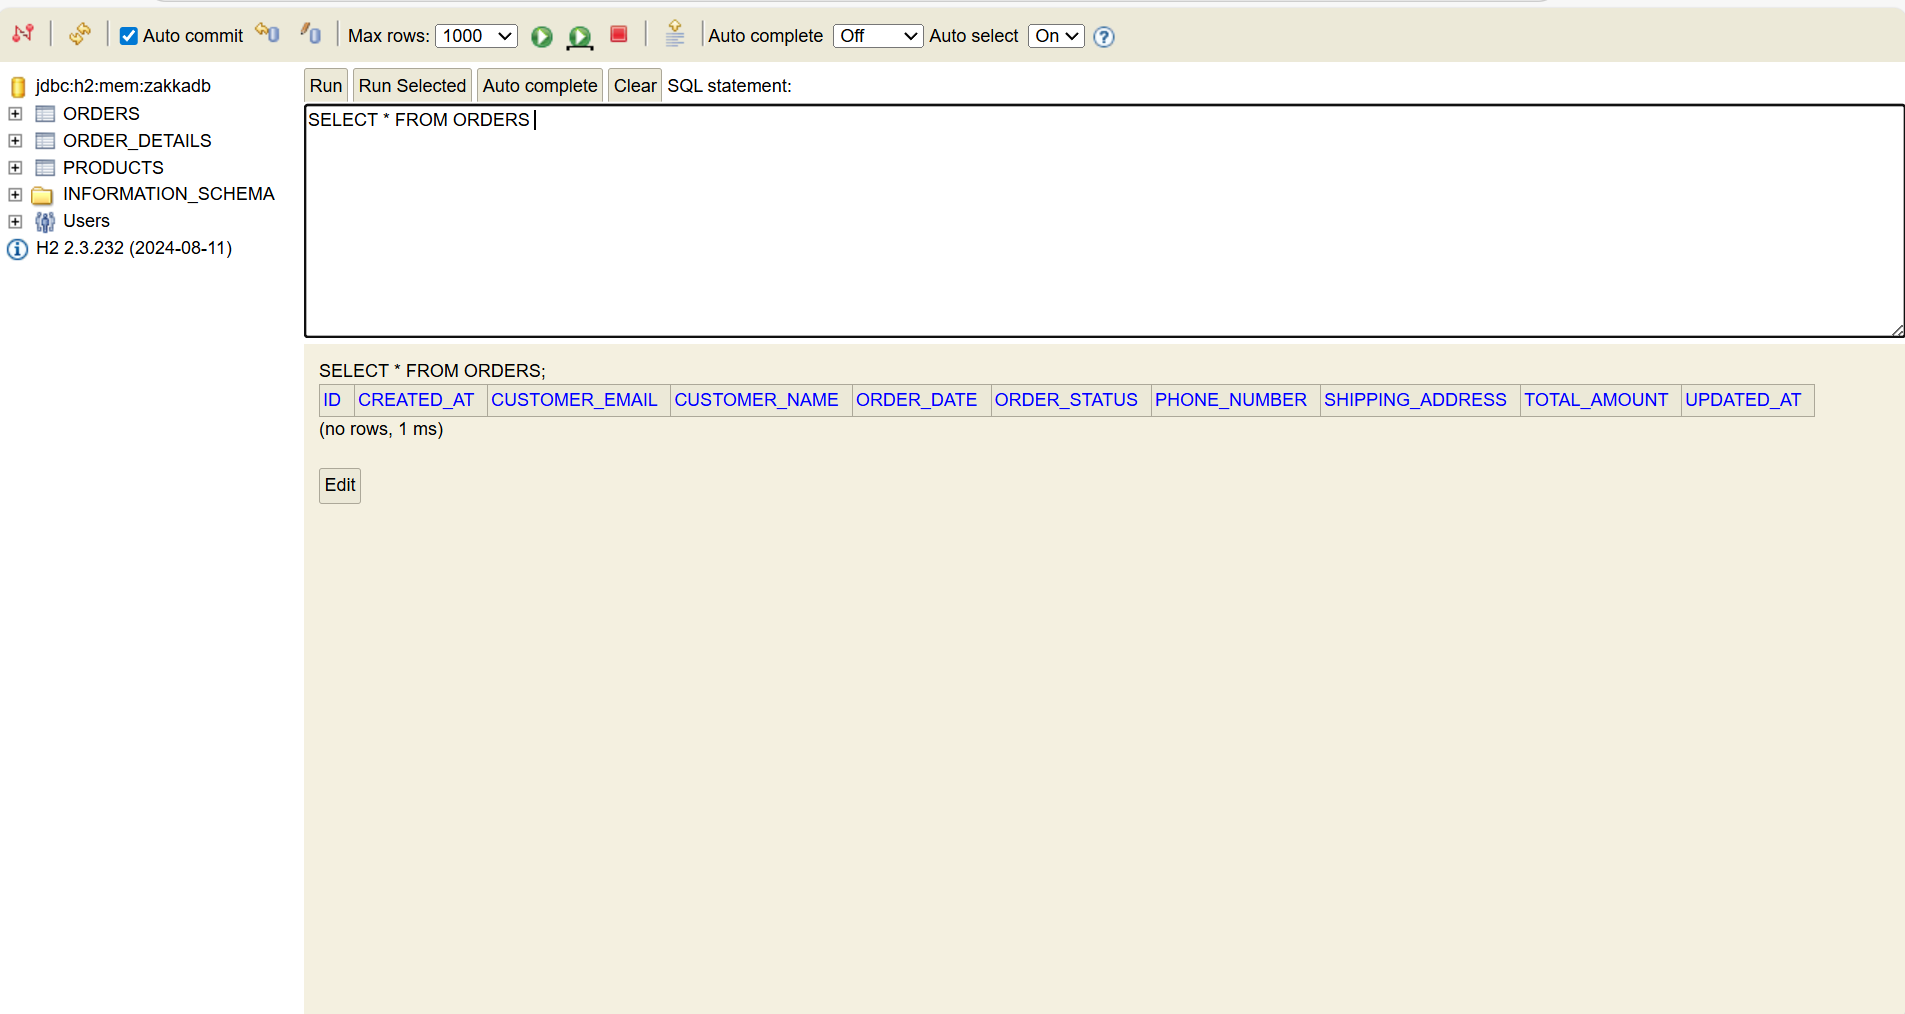 Auto commit Max rows: 1000 Auto complete Off Auto select On ?
jdbc:h2:mem:zakkadb
ORDERS
ORDER_DETAILS
PRODUCTS
INFORMATION_SCHEMA
Users
H2 2.3.232 (2024-08-11)
Run Run Selected Auto complete Clear SQL statement:
SELECT * FROM ORDERS
SELECT * FROM ORDERS;
ID CREATED_AT CUSTOMER_EMAIL CUSTOMER_NAME ORDER_DATE ORDER_STATUS PHONE_NUMBER SHIPPING_ADDRESS TOTAL_AMOUNT UPDATED_AT
(no rows, 1 ms)
Edit